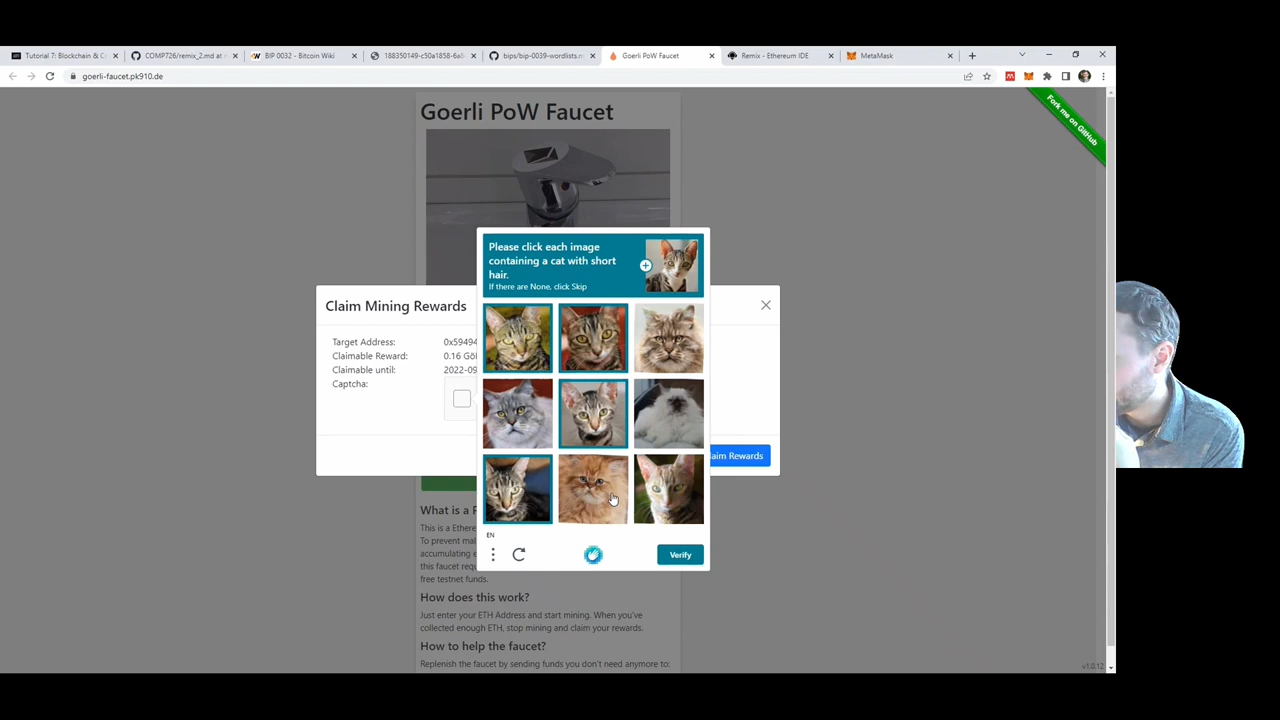 Tutorial 7: Blockchain & C
COMP726/remix_2.md at
BIP 0032 - Bitcoin Wiki
188350149-c50a1858-6a
bips/bip-0039-wordlists.m
Goerli PoW Faucet
Remix - Ethereum IDE
MetaMask
goerli-faucet.pk910.de
Fork me on GitHub
Goerli PoW Faucet
Please click each image
containing a cat with short
hair.
If there are None, click Skip
Claim Mining Rewards
Target Address: 0x59494
Claimable Reward: 0.16 Gö
Claimable until: 2022-09
Captcha:
aim Rewards
EN
Verify
What is a
This is a Ethere
To prevent mal
accumulating e
this faucet requ
free testnet funds.
How does this work?
Just enter your ETH Address and start mining. When you've
collected enough ETH, stop mining and claim your rewards.
How to help the faucet?
Replenish the faucet by sending funds you don't need anymore to:
v1.0.12